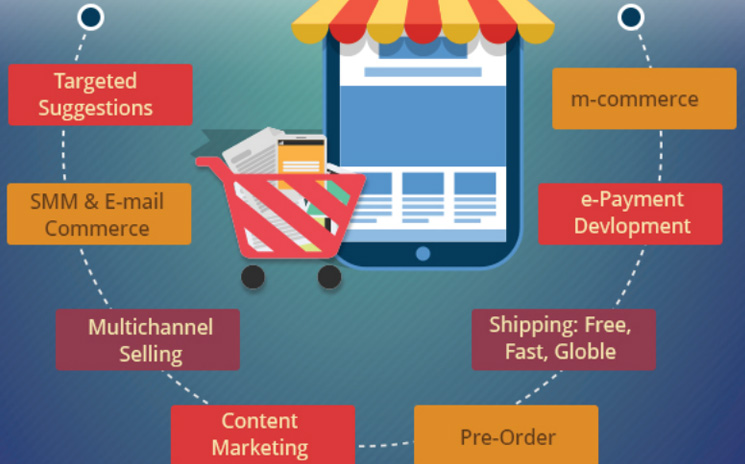 Targeted
Suggestions
m-commerce
SMM & E-mail
Commerce
e-Payment
Devlopment
Multichannel
Selling
Shipping: Free,
Fast, Globle
Content
Marketing
Pre-Order